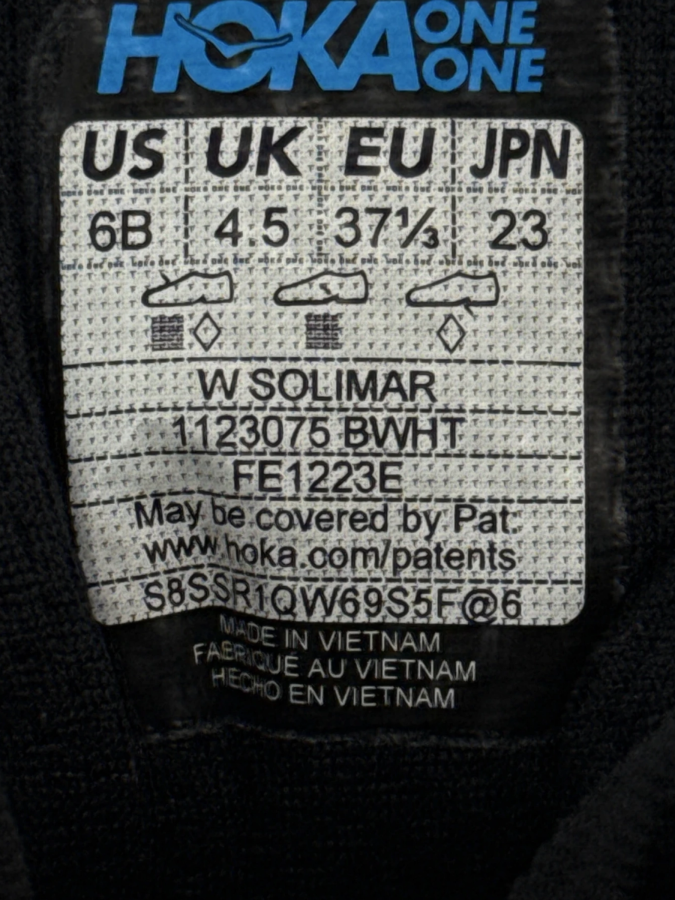 HOKA ONE ONE
US UK EU JPN
6B 4.5 37⅓ 23
W SOLIMAR
1123075 BWHT
FE1223E
May be covered by Pat:
www.hoka.com/patents
S8SSR1QW69S5F@6
MADE IN VIETNAM
FABRIQUÉ AU VIETNAM
HECHO EN VIETNAM